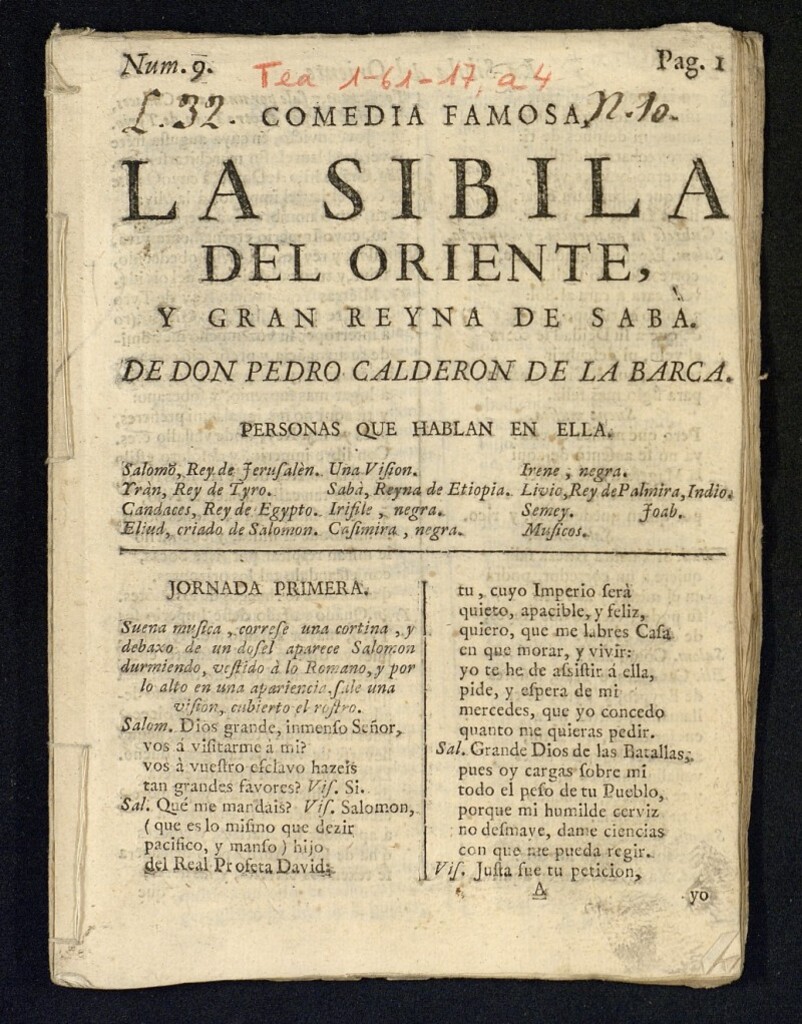 Num. 9.
Tea 1-61-17, a 4
Pag. 1
L. 32. COMEDIA FAMOSA, N. 10.
LA SIBILA
DEL ORIENTE,
Y GRAN REYNA DE SABÀ.
DE DON PEDRO CALDERON DE LA BARCA.
PERSONAS QUE HABLAN EN ELLA.
Salomō, Rey de Jeruſalèn. Una Viſion. Irene, negra.
Yràn, Rey de Tyro. Sabà, Reyna de Etiopia. Livio, Rey de Palmira, Indio.
Candaces, Rey de Egypto. Irifile, negra. Semey. Joab.
Eliud, criado de Salomon. Caſimira, negra. Muſicos.
JORNADA PRIMERA.
Suena muſica, correſe una cortina, y
debaxo de un doſel aparece Salomon
durmiendo, veſtido à lo Romano, y por
lo alto en una apariencia ſale una
viſion, cubierto el roſtro.
Salom. Dios grande, inmenſo Señor,
vos à viſitarme à mi?
vos à vueſtro eſclavo hazeis
tan grandes favores? Viſ. Si.
Sal. Qué me mandais? Viſ. Salomon,
( que es lo miſmo que dezir
pacifico, y manſo ) hijo
del Real Profeta David;
tu, cuyo Imperio ſerà
quieto, apacible, y feliz,
quiero, que me labres Caſa
en que morar, y vivir:
yo te he de aſsiſtir à ella,
pide, y eſpera de mi
mercedes, que yo concedo
quanto me quieras pedir.
Sal. Grande Dios de las Batallas,
pues oy cargas ſobre mi
todo el peſo de tu Pueblo,
porque mi humilde cerviz
no deſmaye, dame ciencias
con que me pueda regir.
Viſ. Juſta fue tu peticion,
A
yo